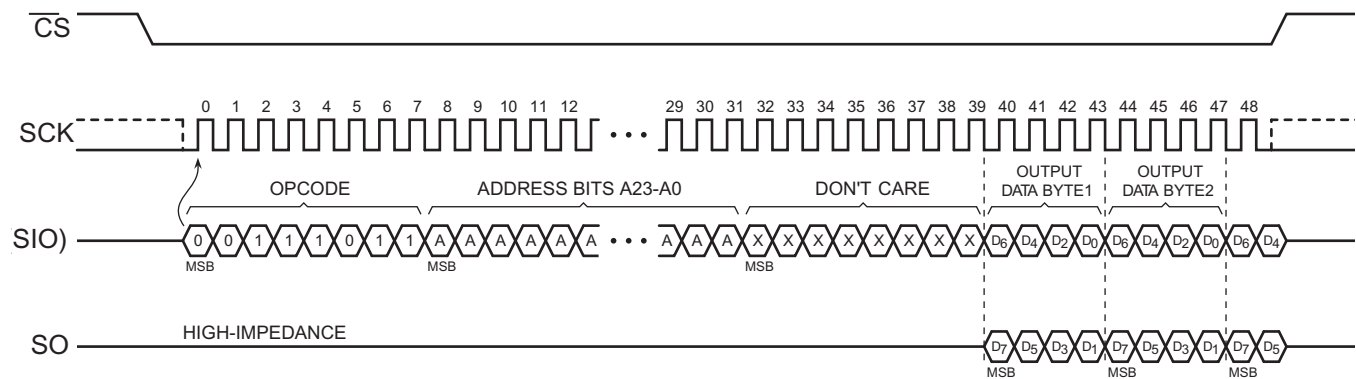 CS
0 1 2 3 4 5 6 7 8 9 10 11 12 29 30 31 32 33 34 35 36 37 38 39 40 41 42 43 44 45 46 47 48
SCK
OPCODE ADDRESS BITS A23-A0 DON'T CARE OUTPUT DATA BYTE1 OUTPUT DATA BYTE2
SIO) 0 0 1 1 1 0 1 1 A A A A A A A A A X X X X X X X X D6 D4 D2 D0 D6 D4 D2 D0 D6 D4
MSB MSB MSB
HIGH-IMPEDANCE
SO D7 D5 D3 D1 D7 D5 D3 D1 D7 D5
MSB MSB MSB